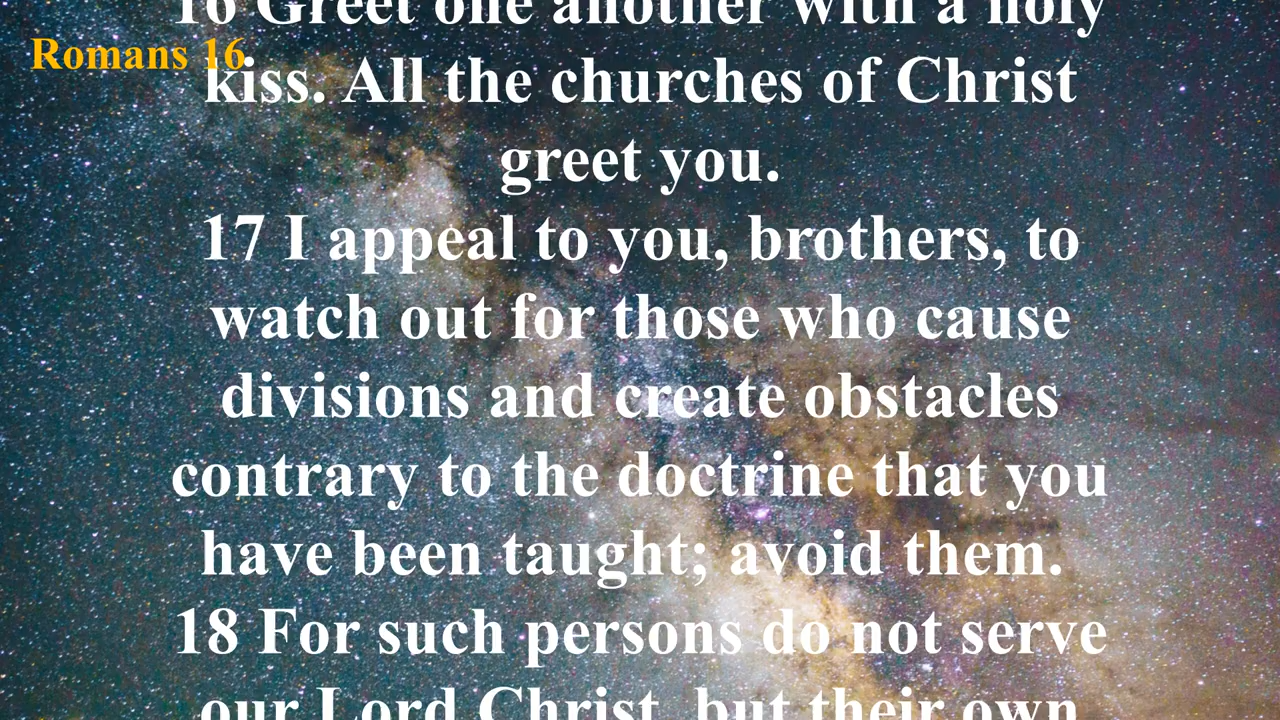 16 Greet one another with a holy
Romans 16
kiss. All the churches of Christ
greet you.
17 I appeal to you, brothers, to
watch out for those who cause
divisions and create obstacles
contrary to the doctrine that you
have been taught; avoid them.
18 For such persons do not serve
our Lord Christ, but their own